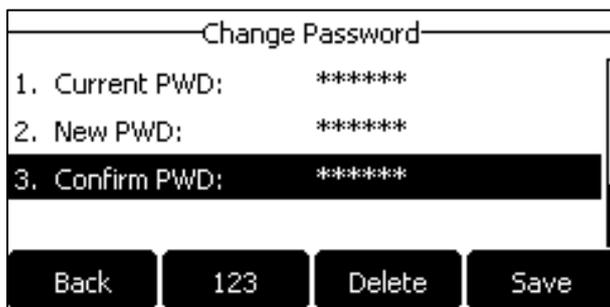 Change Password
1. Current PWD: ******
2. New PWD: ******
3. Confirm PWD: ******
Back 123 Delete Save